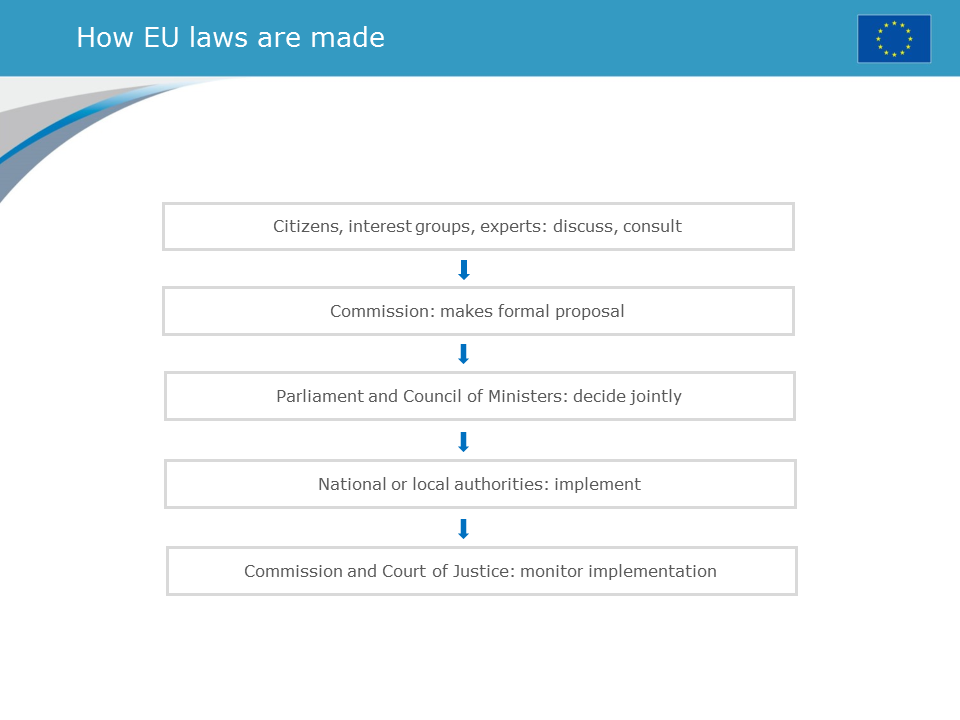 How EU laws are made
Citizens, interest groups, experts: discuss, consult
Commission: makes formal proposal
Parliament and Council of Ministers: decide jointly
National or local authorities: implement
Commission and Court of Justice: monitor implementation